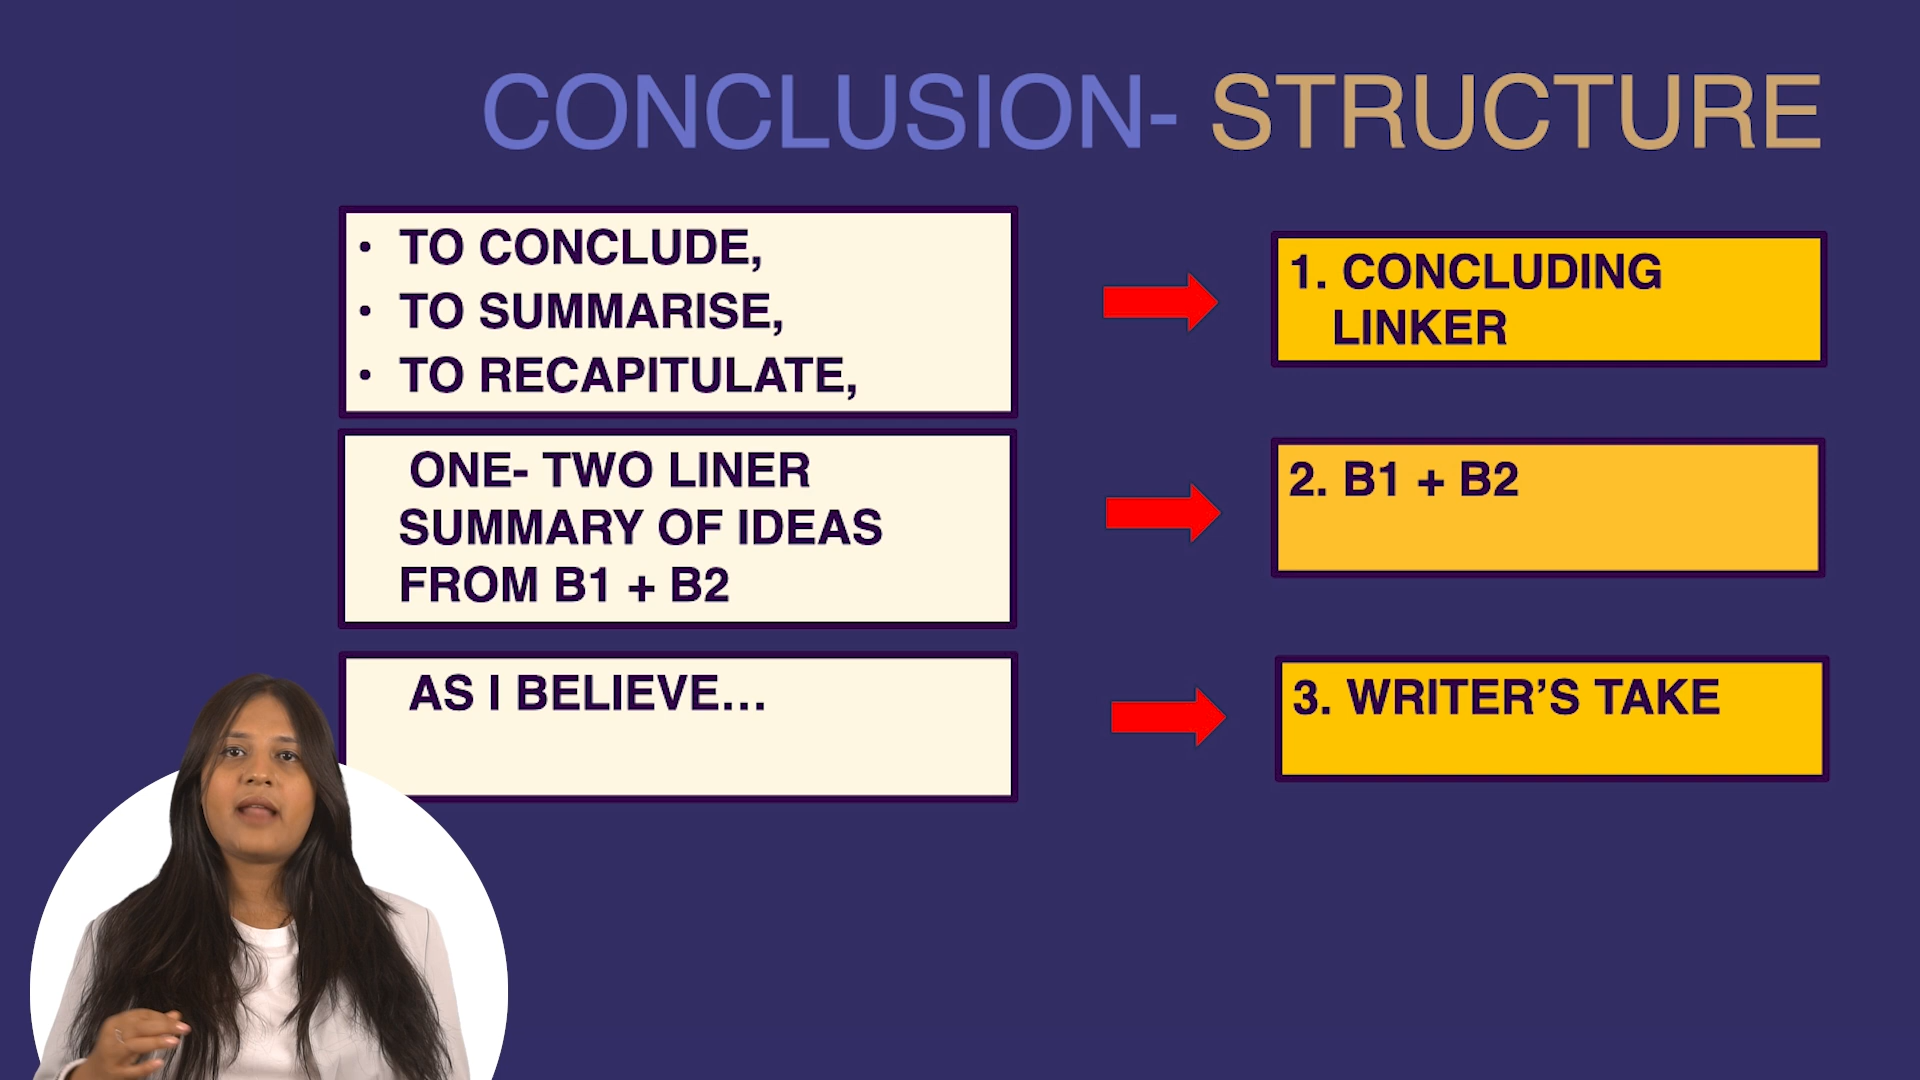 CONCLUSION- STRUCTURE
• TO CONCLUDE,
• TO SUMMARISE,
• TO RECAPITULATE,
1. CONCLUDING
LINKER
ONE- TWO LINER
SUMMARY OF IDEAS
FROM B1 + B2
2. B1 + B2
AS I BELIEVE…
3. WRITER’S TAKE